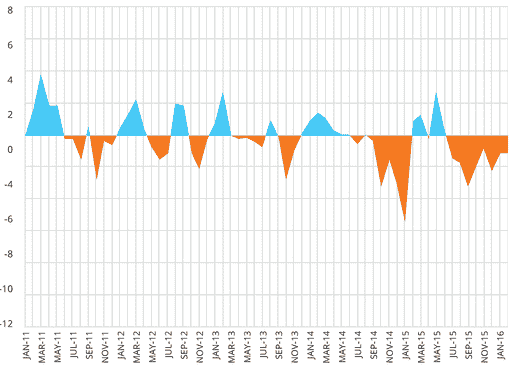 8
6
4
2
0
-4
-6
-8
-10
-12
JAN-11
MAR-11
MAY-11
JUL-11
SEP-11
NOV-11
JAN-12
MAR-12
MAY-12
JUL-12
SEP-12
NOV-12
JAN-13
MAR-13
MAY-13
JUL-13
SEP-13
NOV-13
JAN-14
MAR-14
MAY-14
JUL-14
SEP-14
NOV-14
JAN-15
MAR-15
MAY-15
JUL-15
SEP-15
NOV-15
JAN-16